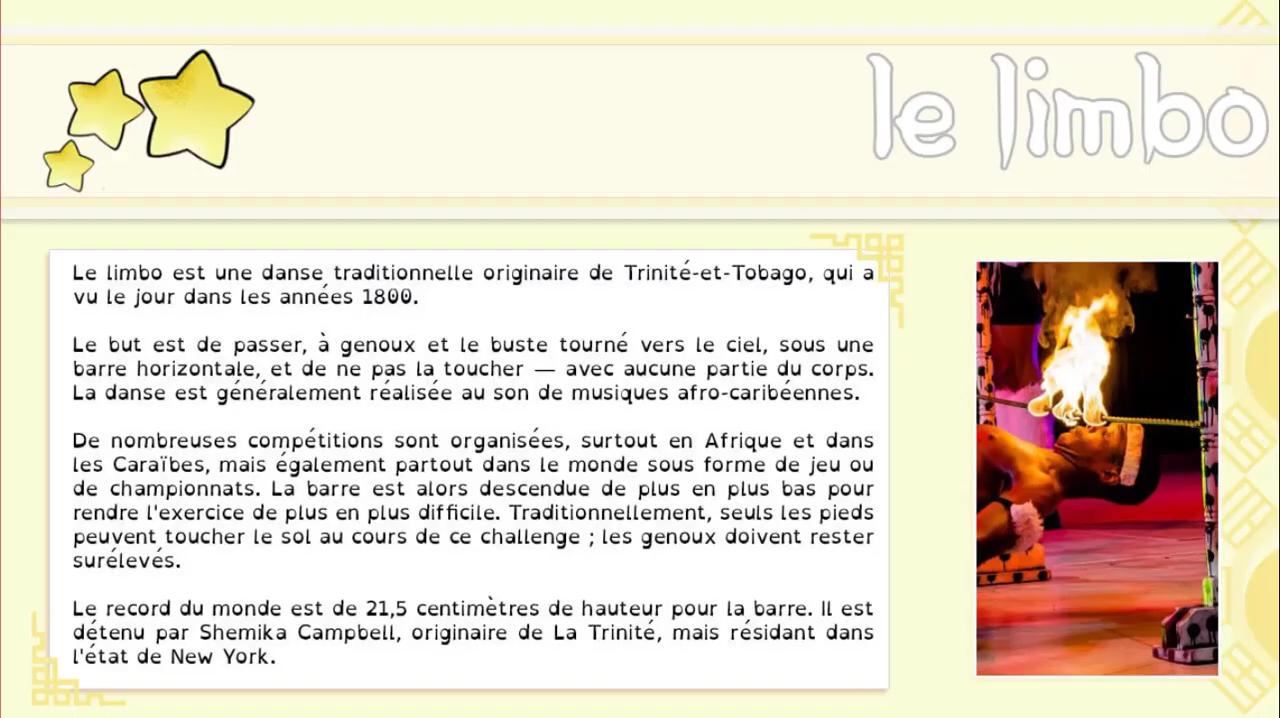 le limbo
Le limbo est une danse traditionnelle originaire de Trinité-et-Tobago, qui a
vu le jour dans les années 1800.
Le but est de passer, à genoux et le buste tourné vers le ciel, sous une
barre horizontale, et de ne pas la toucher — avec aucune partie du corps.
La danse est généralement réalisée au son de musiques afro-caribéennes.
De nombreuses compétitions sont organisées, surtout en Afrique et dans
les Caraïbes, mais également partout dans le monde sous forme de jeu ou
de championnats. La barre est alors descendue de plus en plus bas pour
rendre l'exercice de plus en plus difficile. Traditionnellement, seuls les pieds
peuvent toucher le sol au cours de ce challenge ; les genoux doivent rester
surélevés.
Le record du monde est de 21,5 centimètres de hauteur pour la barre. Il est
détenu par Shemika Campbell, originaire de La Trinité, mais résidant dans
l'état de New York.